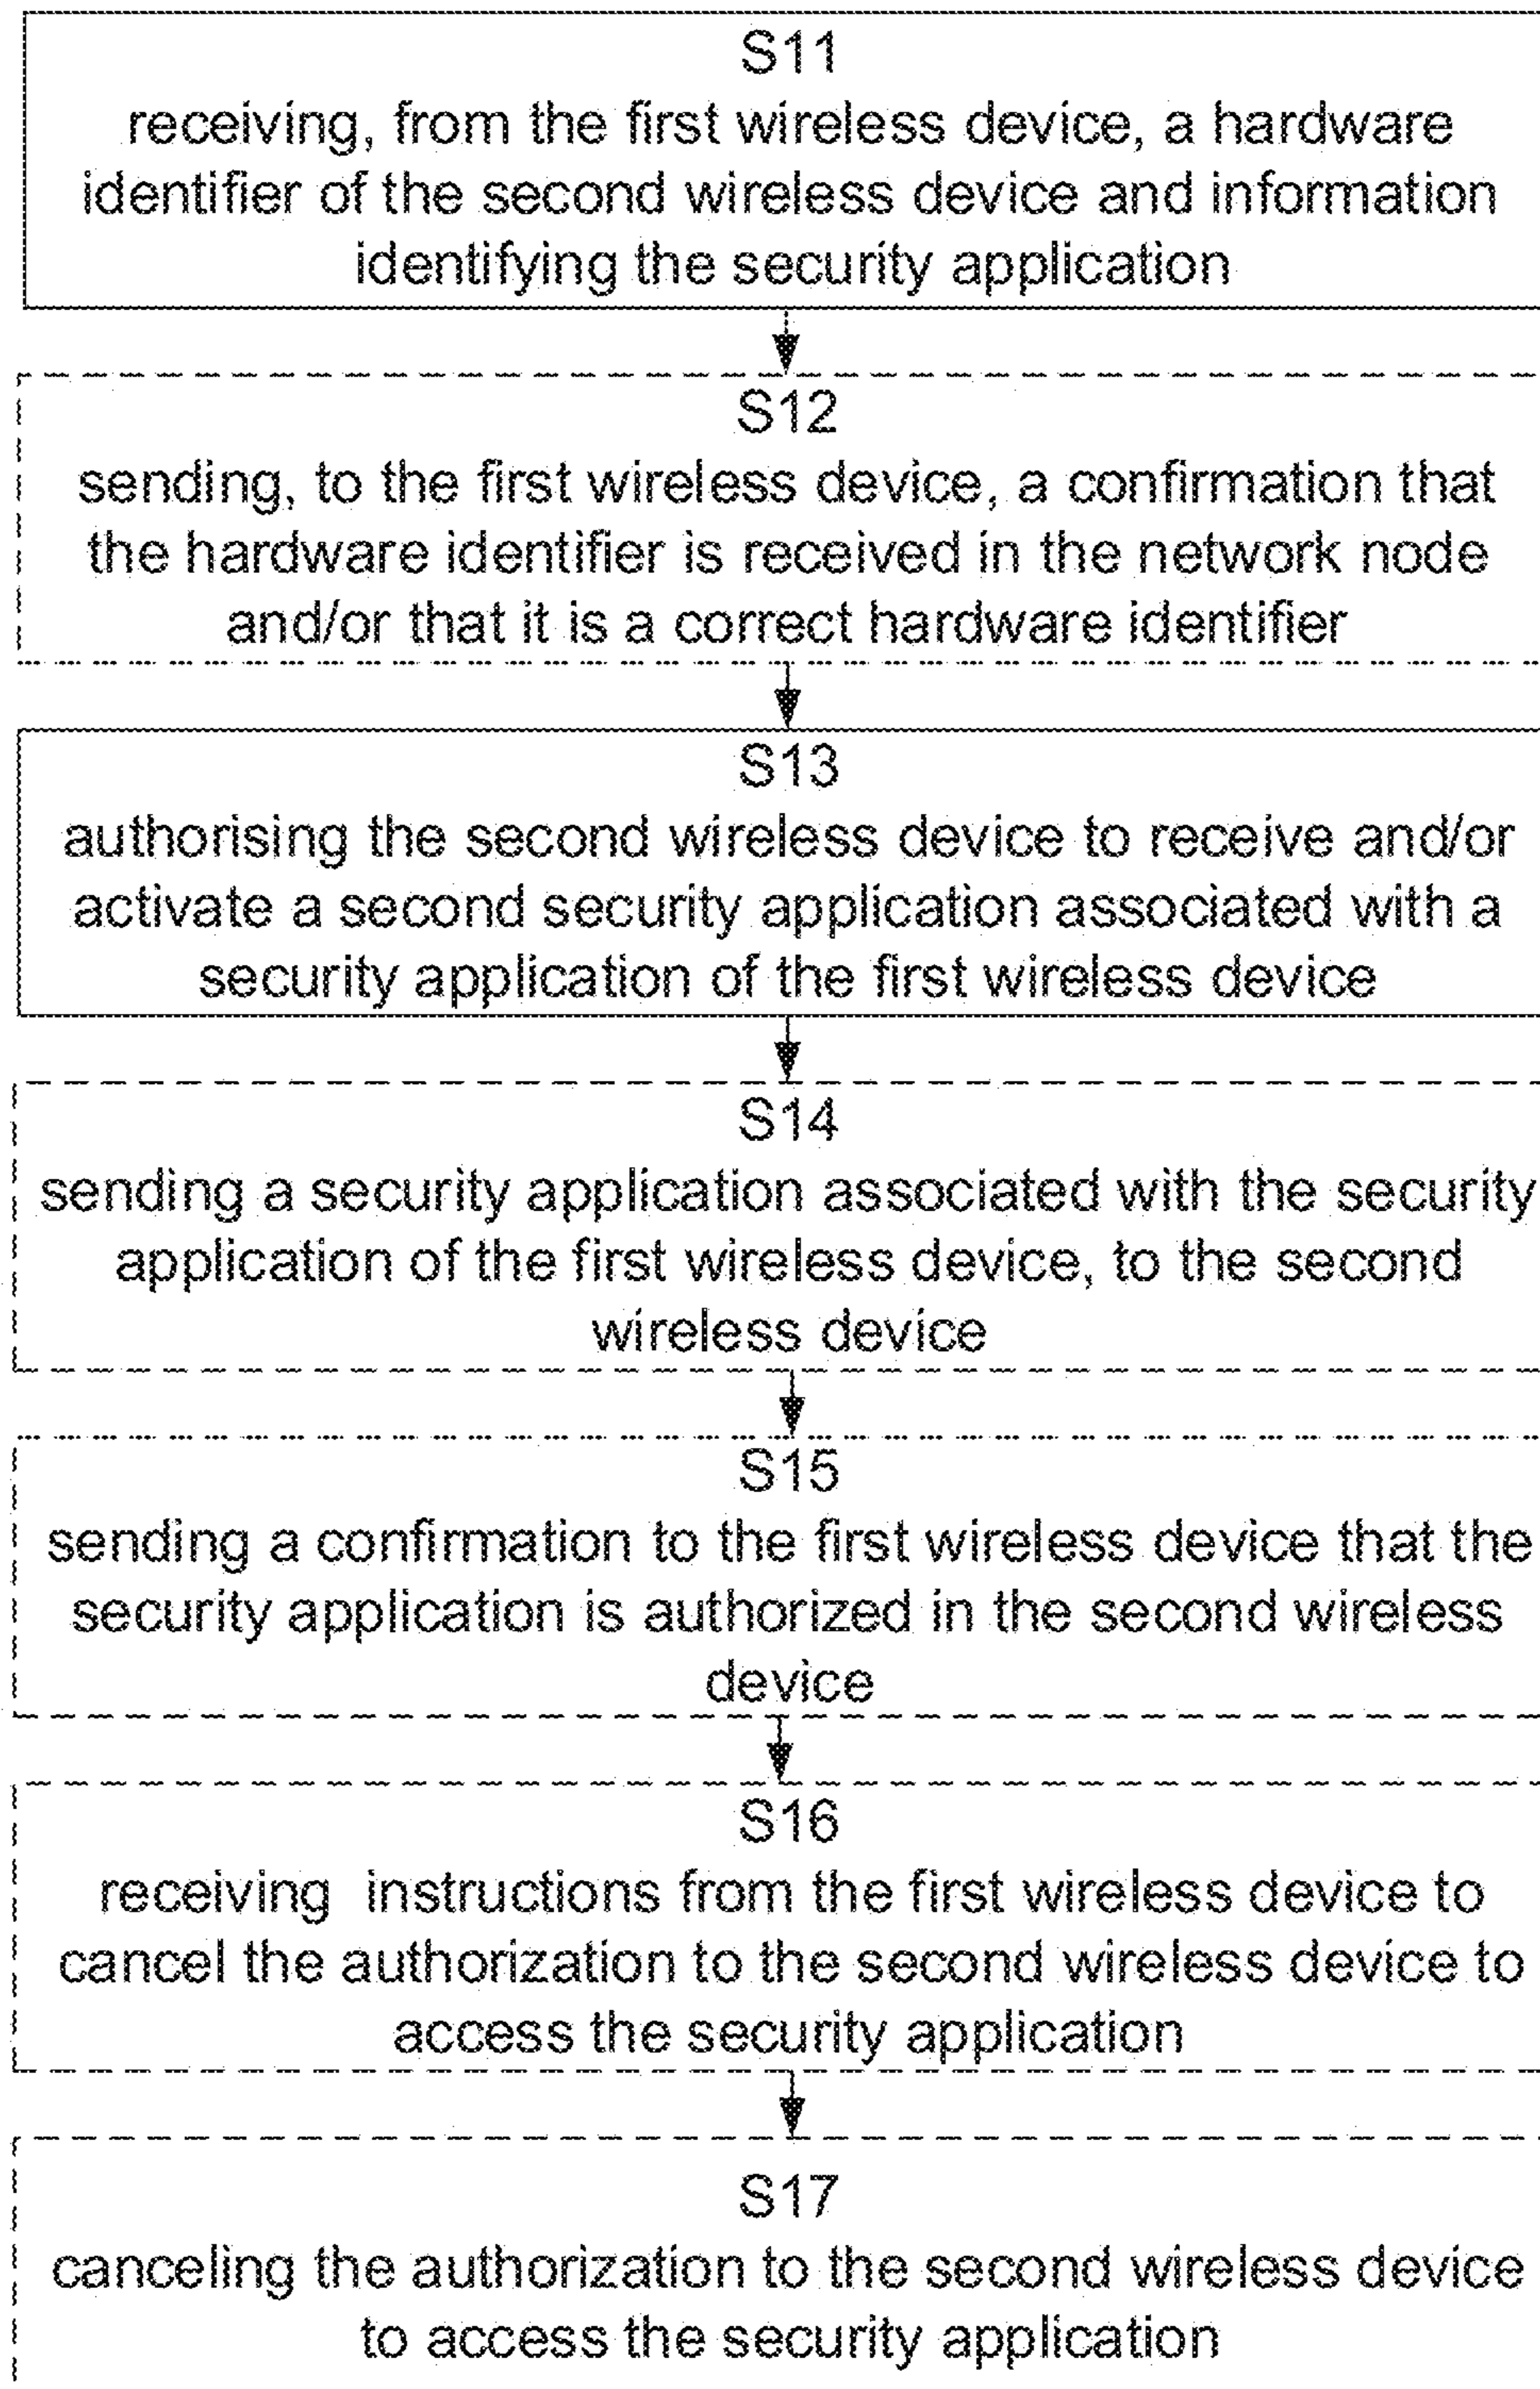 S11
receiving, from the first wireless device, a hardware
identifier of the second wireless device and information
identifying the security application
S12
sending, to the first wireless device, a confirmation that
the hardware identifier is received in the network node
and/or that it is a correct hardware identifier
S13
authorising the second wireless device to receive and/or
activate a second security application associated with a
security application of the first wireless device
S14
sending a security application associated with the security
application of the first wireless device, to the second
wireless device
S15
sending a confirmation to the first wireless device that the
security application is authorized in the second wireless
device
S16
receiving instructions from the first wireless device to
cancel the authorization to the second wireless device to
access the security application
S17
canceling the authorization to the second wireless device
to access the security application